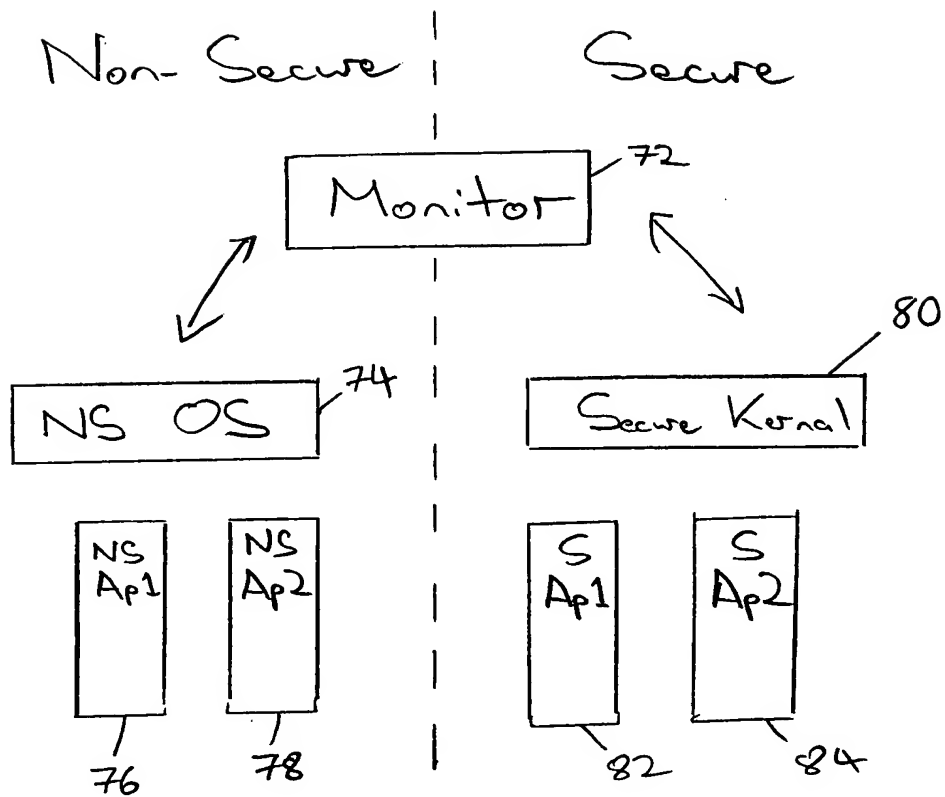 Non-Secure
Secure
Monitor
72
80
NS OS
74
Secure Kernal
NS
Ap1
NS
Ap2
S
Ap1
S
Ap2
76
78
82
84